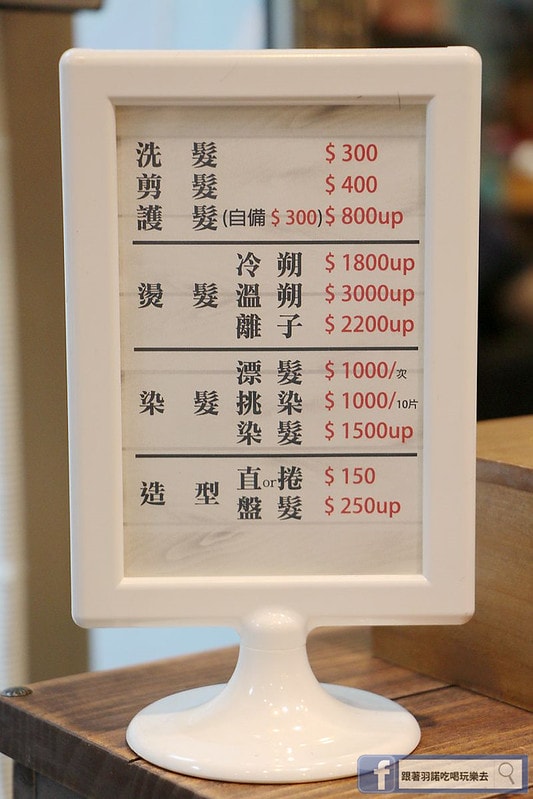 洗 髮 $ 300
剪 髮 $ 400
護 髮 (自備 $ 300) $ 800up
冷 朔 $ 1800up
燙 髮 溫 朔 $ 3000up
離 子 $ 2200up
漂 髮 $ 1000/次
染 髮 挑 染 $ 1000/10片
染 髮 $ 1500up
直or捲 $ 150
造 型
盤 髮 $ 250up
f 跟著羽諾吃喝玩樂去